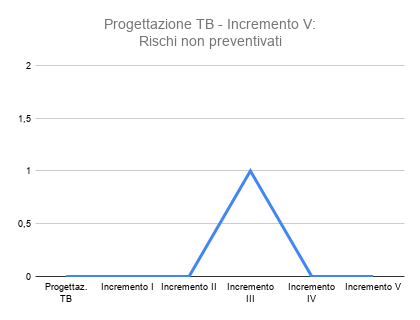 Progettazione TB - Incremento V:
Rischi non preventivati
2
1,5
1
0,5
0
Progettaz.
TB
Incremento I
Incremento II
Incremento
III
Incremento
IV
Incremento V